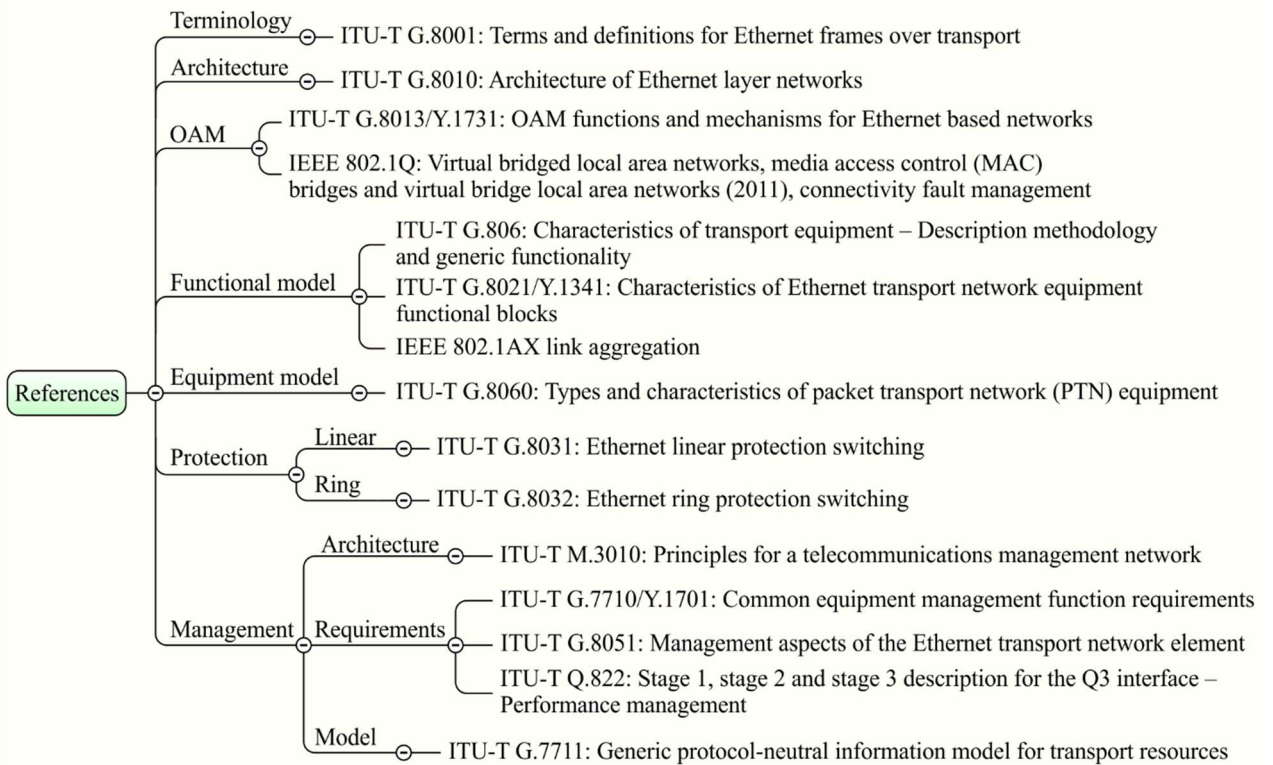 Terminology
ITU-T G.8001: Terms and definitions for Ethernet frames over transport
Architecture
ITU-T G.8010: Architecture of Ethernet layer networks
OAM
ITU-T G.8013/Y.1731: OAM functions and mechanisms for Ethernet based networks
IEEE 802.1Q: Virtual bridged local area networks, media access control (MAC)
bridges and virtual bridge local area networks (2011), connectivity fault management
Functional model
ITU-T G.806: Characteristics of transport equipment – Description methodology
and generic functionality
ITU-T G.8021/Y.1341: Characteristics of Ethernet transport network equipment
functional blocks
IEEE 802.1AX link aggregation
References
Equipment model
ITU-T G.8060: Types and characteristics of packet transport network (PTN) equipment
Protection
Linear
ITU-T G.8031: Ethernet linear protection switching
Ring
ITU-T G.8032: Ethernet ring protection switching
Management
Architecture
ITU-T M.3010: Principles for a telecommunications management network
Requirements
ITU-T G.7710/Y.1701: Common equipment management function requirements
ITU-T G.8051: Management aspects of the Ethernet transport network element
ITU-T Q.822: Stage 1, stage 2 and stage 3 description for the Q3 interface –
Performance management
Model
ITU-T G.7711: Generic protocol-neutral information model for transport resources